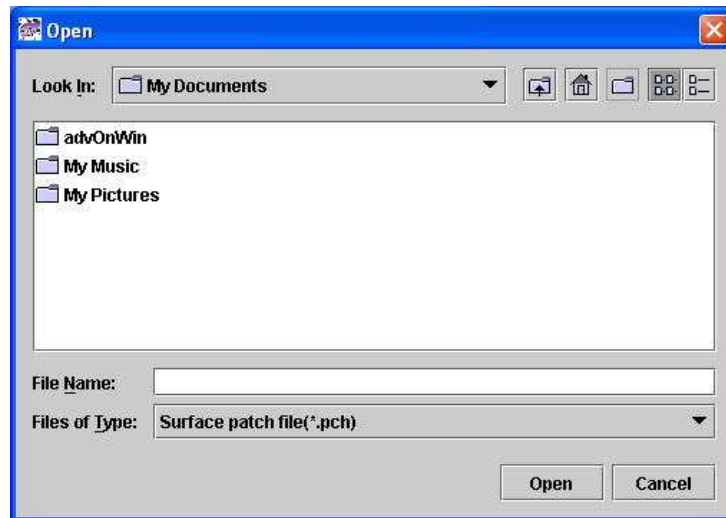 Open
Look In: My Documents
advOnWin
My Music
My Pictures
File Name:
Files of Type: Surface patch file(*.pch)
Open Cancel